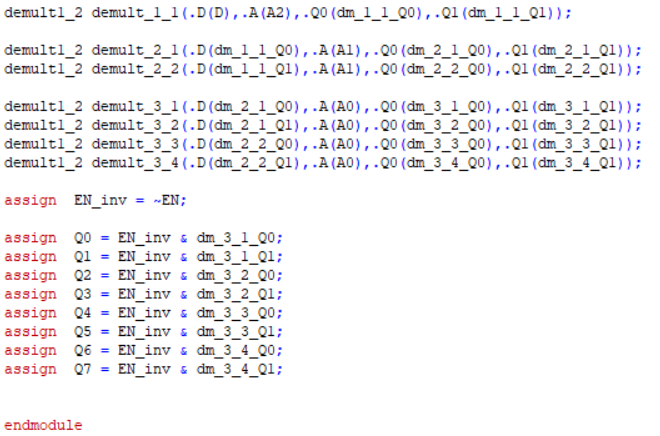 demult1_2 demult_1_1(.D(D),.A(A2),.Q0(dm_1_1_Q0),.Q1(dm_1_1_Q1));
demult1_2 demult_2_1(.D(dm_1_1_Q0),.A(A1),.Q0(dm_2_1_Q0),.Q1(dm_2_1_Q1));
demult1_2 demult_2_2(.D(dm_1_1_Q1),.A(A1),.Q0(dm_2_2_Q0),.Q1(dm_2_2_Q1));
demult1_2 demult_3_1(.D(dm_2_1_Q0),.A(A0),.Q0(dm_3_1_Q0),.Q1(dm_3_1_Q1));
demult1_2 demult_3_2(.D(dm_2_1_Q1),.A(A0),.Q0(dm_3_2_Q0),.Q1(dm_3_2_Q1));
demult1_2 demult_3_3(.D(dm_2_2_Q0),.A(A0),.Q0(dm_3_3_Q0),.Q1(dm_3_3_Q1));
demult1_2 demult_3_4(.D(dm_2_2_Q1),.A(A0),.Q0(dm_3_4_Q0),.Q1(dm_3_4_Q1));
assign EN_inv = ~EN;
assign Q0 = EN_inv & dm_3_1_Q0;
assign Q1 = EN_inv & dm_3_1_Q1;
assign Q2 = EN_inv & dm_3_2_Q0;
assign Q3 = EN_inv & dm_3_2_Q1;
assign Q4 = EN_inv & dm_3_3_Q0;
assign Q5 = EN_inv & dm_3_3_Q1;
assign Q6 = EN_inv & dm_3_4_Q0;
assign Q7 = EN_inv & dm_3_4_Q1;
endmodule